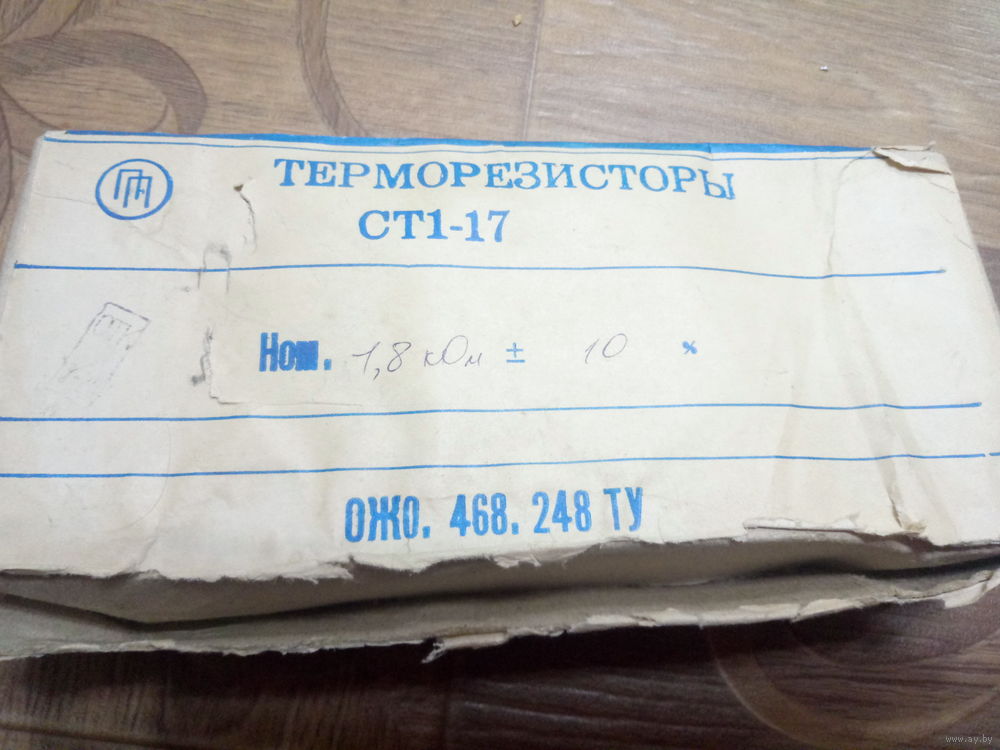 ТЕРМОРЕЗИСТОРЫ
СТ1-17
Ном. 1,8 кОм ± 10 %
ОЖО. 468. 248 ТУ
www.ay.by